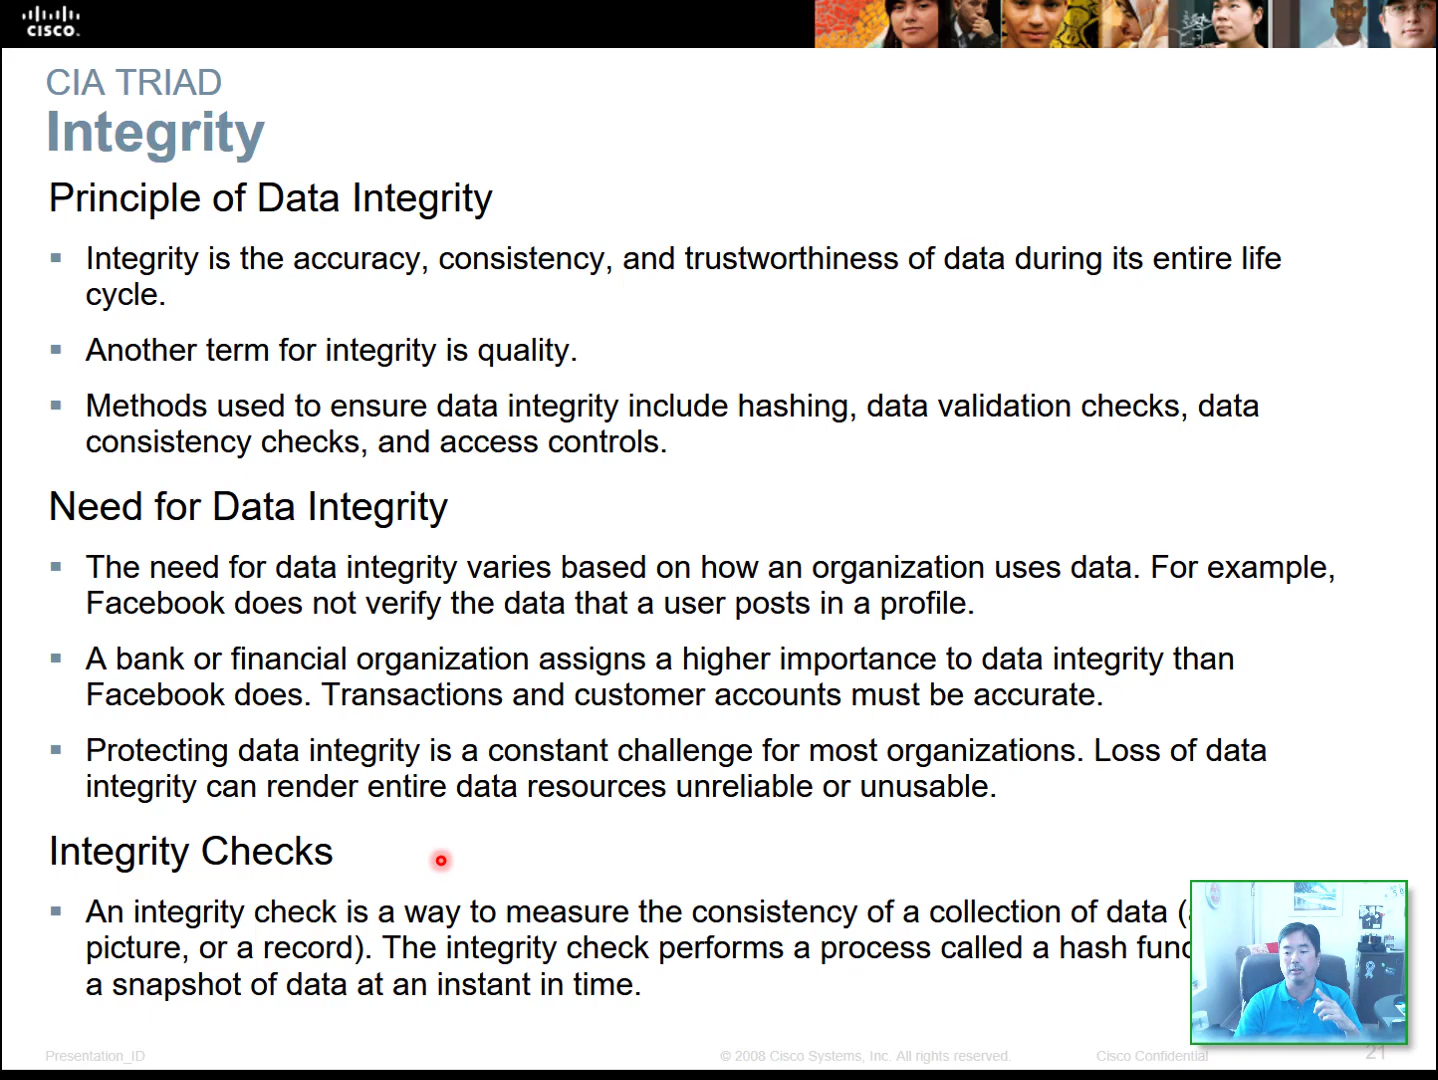 CISCO.
CIA TRIAD
Integrity
Principle of Data Integrity
Integrity is the accuracy, consistency, and trustworthiness of data during its entire life
cycle.
Another term for integrity is quality.
Methods used to ensure data integrity include hashing, data validation checks, data
consistency checks, and access controls.
Need for Data Integrity
The need for data integrity varies based on how an organization uses data. For example,
Facebook does not verify the data that a user posts in a profile.
A bank or financial organization assigns a higher importance to data integrity than
Facebook does. Transactions and customer accounts must be accurate.
Protecting data integrity is a constant challenge for most organizations. Loss of data
integrity can render entire data resources unreliable or unusable.
Integrity Checks
An integrity check is a way to measure the consistency of a collection of data (
picture, or a record). The integrity check performs a process called a hash
a snapshot of data at an instant in time.
Presentation_ID
© 2008 Cisco Systems, Inc. All rights reserved.
Cisco Confidential
21